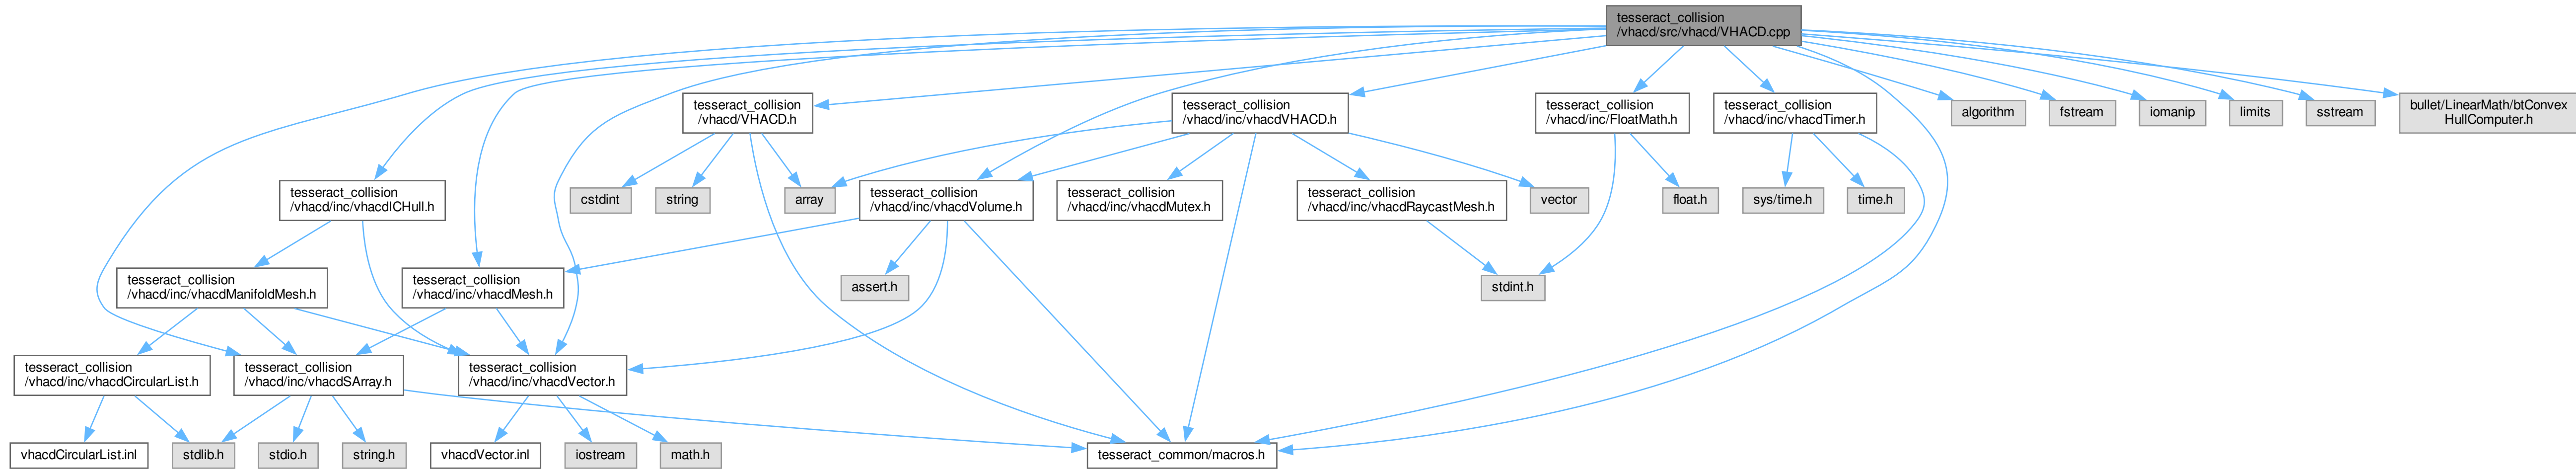 tesseract_collision
/vhacd/src/vhacd/VHACD.cpp
tesseract_collision
/vhacd/VHACD.h
tesseract_collision
/vhacd/inc/vhacdVHACD.h
tesseract_collision
/vhacd/inc/FloatMath.h
tesseract_collision
/vhacd/inc/vhacdTimer.h
algorithm
fstream
iomanip
limits
sstream
bullet/LinearMath/btConvex
HullComputer.h
tesseract_collision
/vhacd/inc/vhacdICHull.h
cstdint
string
array
tesseract_collision
/vhacd/inc/vhacdVolume.h
tesseract_collision
/vhacd/inc/vhacdMutex.h
tesseract_collision
/vhacd/inc/vhacdRaycastMesh.h
vector
float.h
sys/time.h
time.h
tesseract_collision
/vhacd/inc/vhacdManifoldMesh.h
tesseract_collision
/vhacd/inc/vhacdMesh.h
assert.h
stdint.h
tesseract_collision
/vhacd/inc/vhacdCircularList.h
tesseract_collision
/vhacd/inc/vhacdSArray.h
tesseract_collision
/vhacd/inc/vhacdVector.h
vhacdCircularList.inl
stdlib.h
stdio.h
string.h
vhacdVector.inl
iostream
math.h
tesseract_common/macros.h